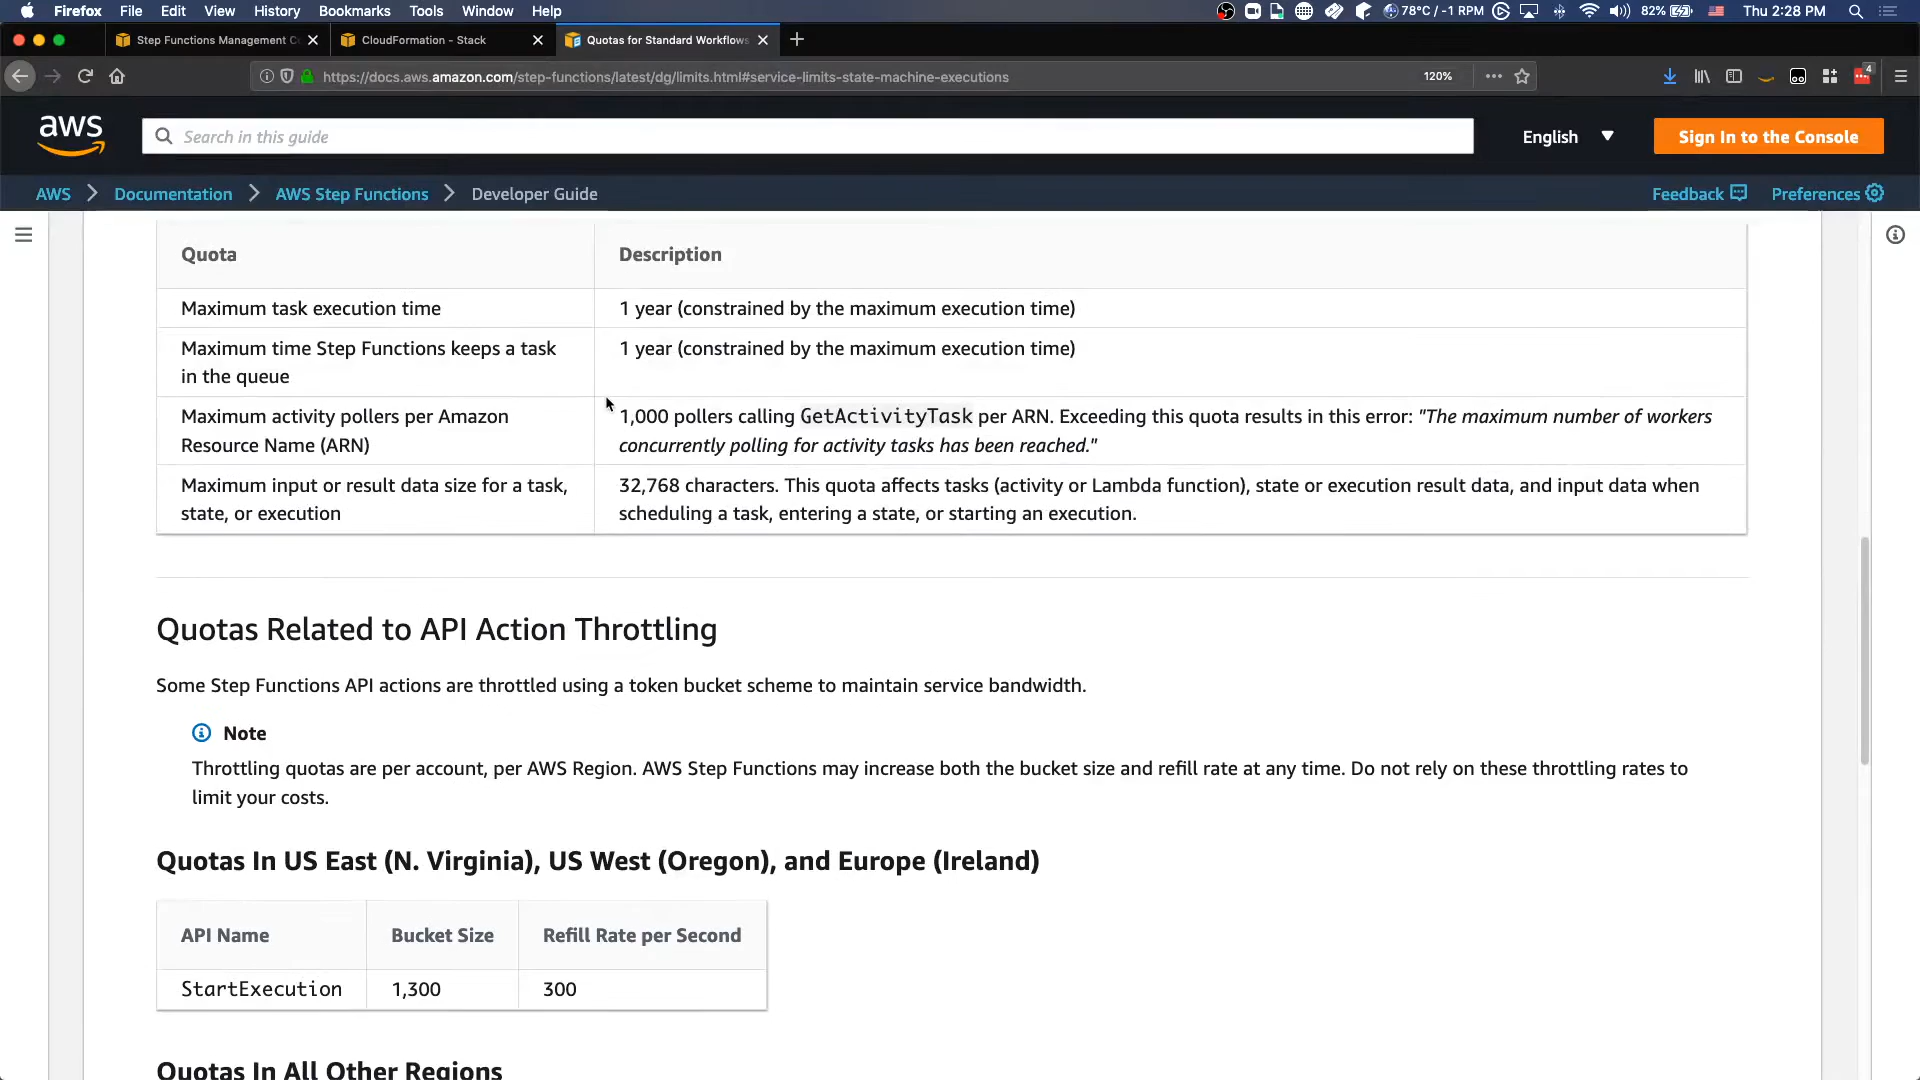 Firefox File Edit View History Bookmarks Tools Window Help 78°C / -1 RPM 82% Thu 2:28 PM
Step Functions Management C CloudFormation - Stack Quotas for Standard Workflows
https://docs.aws.amazon.com/step-functions/latest/dg/limits.html#service-limits-state-machine-executions 120% 4
aws Search in this guide English Sign In to the Console
AWS Documentation AWS Step Functions Developer Guide Feedback Preferences
Quota Description
Maximum task execution time 1 year (constrained by the maximum execution time)
Maximum time Step Functions keeps a task 1 year (constrained by the maximum execution time)
in the queue
Maximum activity pollers per Amazon 1,000 pollers calling GetActivityTask per ARN. Exceeding this quota results in this error: "The maximum number of workers
Resource Name (ARN) concurrently polling for activity tasks has been reached."
Maximum input or result data size for a task, 32,768 characters. This quota affects tasks (activity or Lambda function), state or execution result data, and input data when
state, or execution scheduling a task, entering a state, or starting an execution.
Quotas Related to API Action Throttling
Some Step Functions API actions are throttled using a token bucket scheme to maintain service bandwidth.
Note
Throttling quotas are per account, per AWS Region. AWS Step Functions may increase both the bucket size and refill rate at any time. Do not rely on these throttling rates to
limit your costs.
Quotas In US East (N. Virginia), US West (Oregon), and Europe (Ireland)
API Name Bucket Size Refill Rate per Second
StartExecution 1,300 300
Quotas In All Other Regions